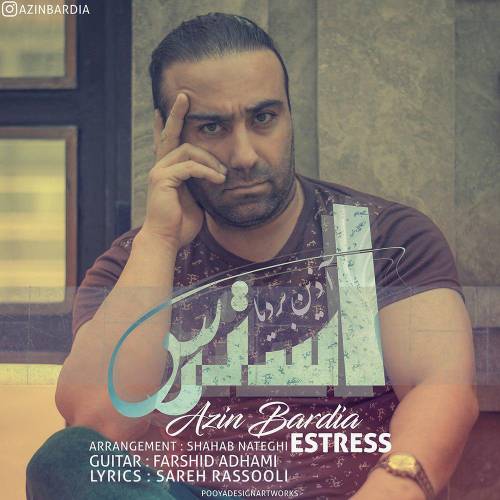 AZINBARDIA
آذین بردیا
استرس
Azin Bardia
ESTRESS
ARRANGEMENT : SHAHAB NATEGHI
GUITAR : FARSHID ADHAMI
LYRICS : SAREH RASSOOLI
POOYADESIGNARTWORKS